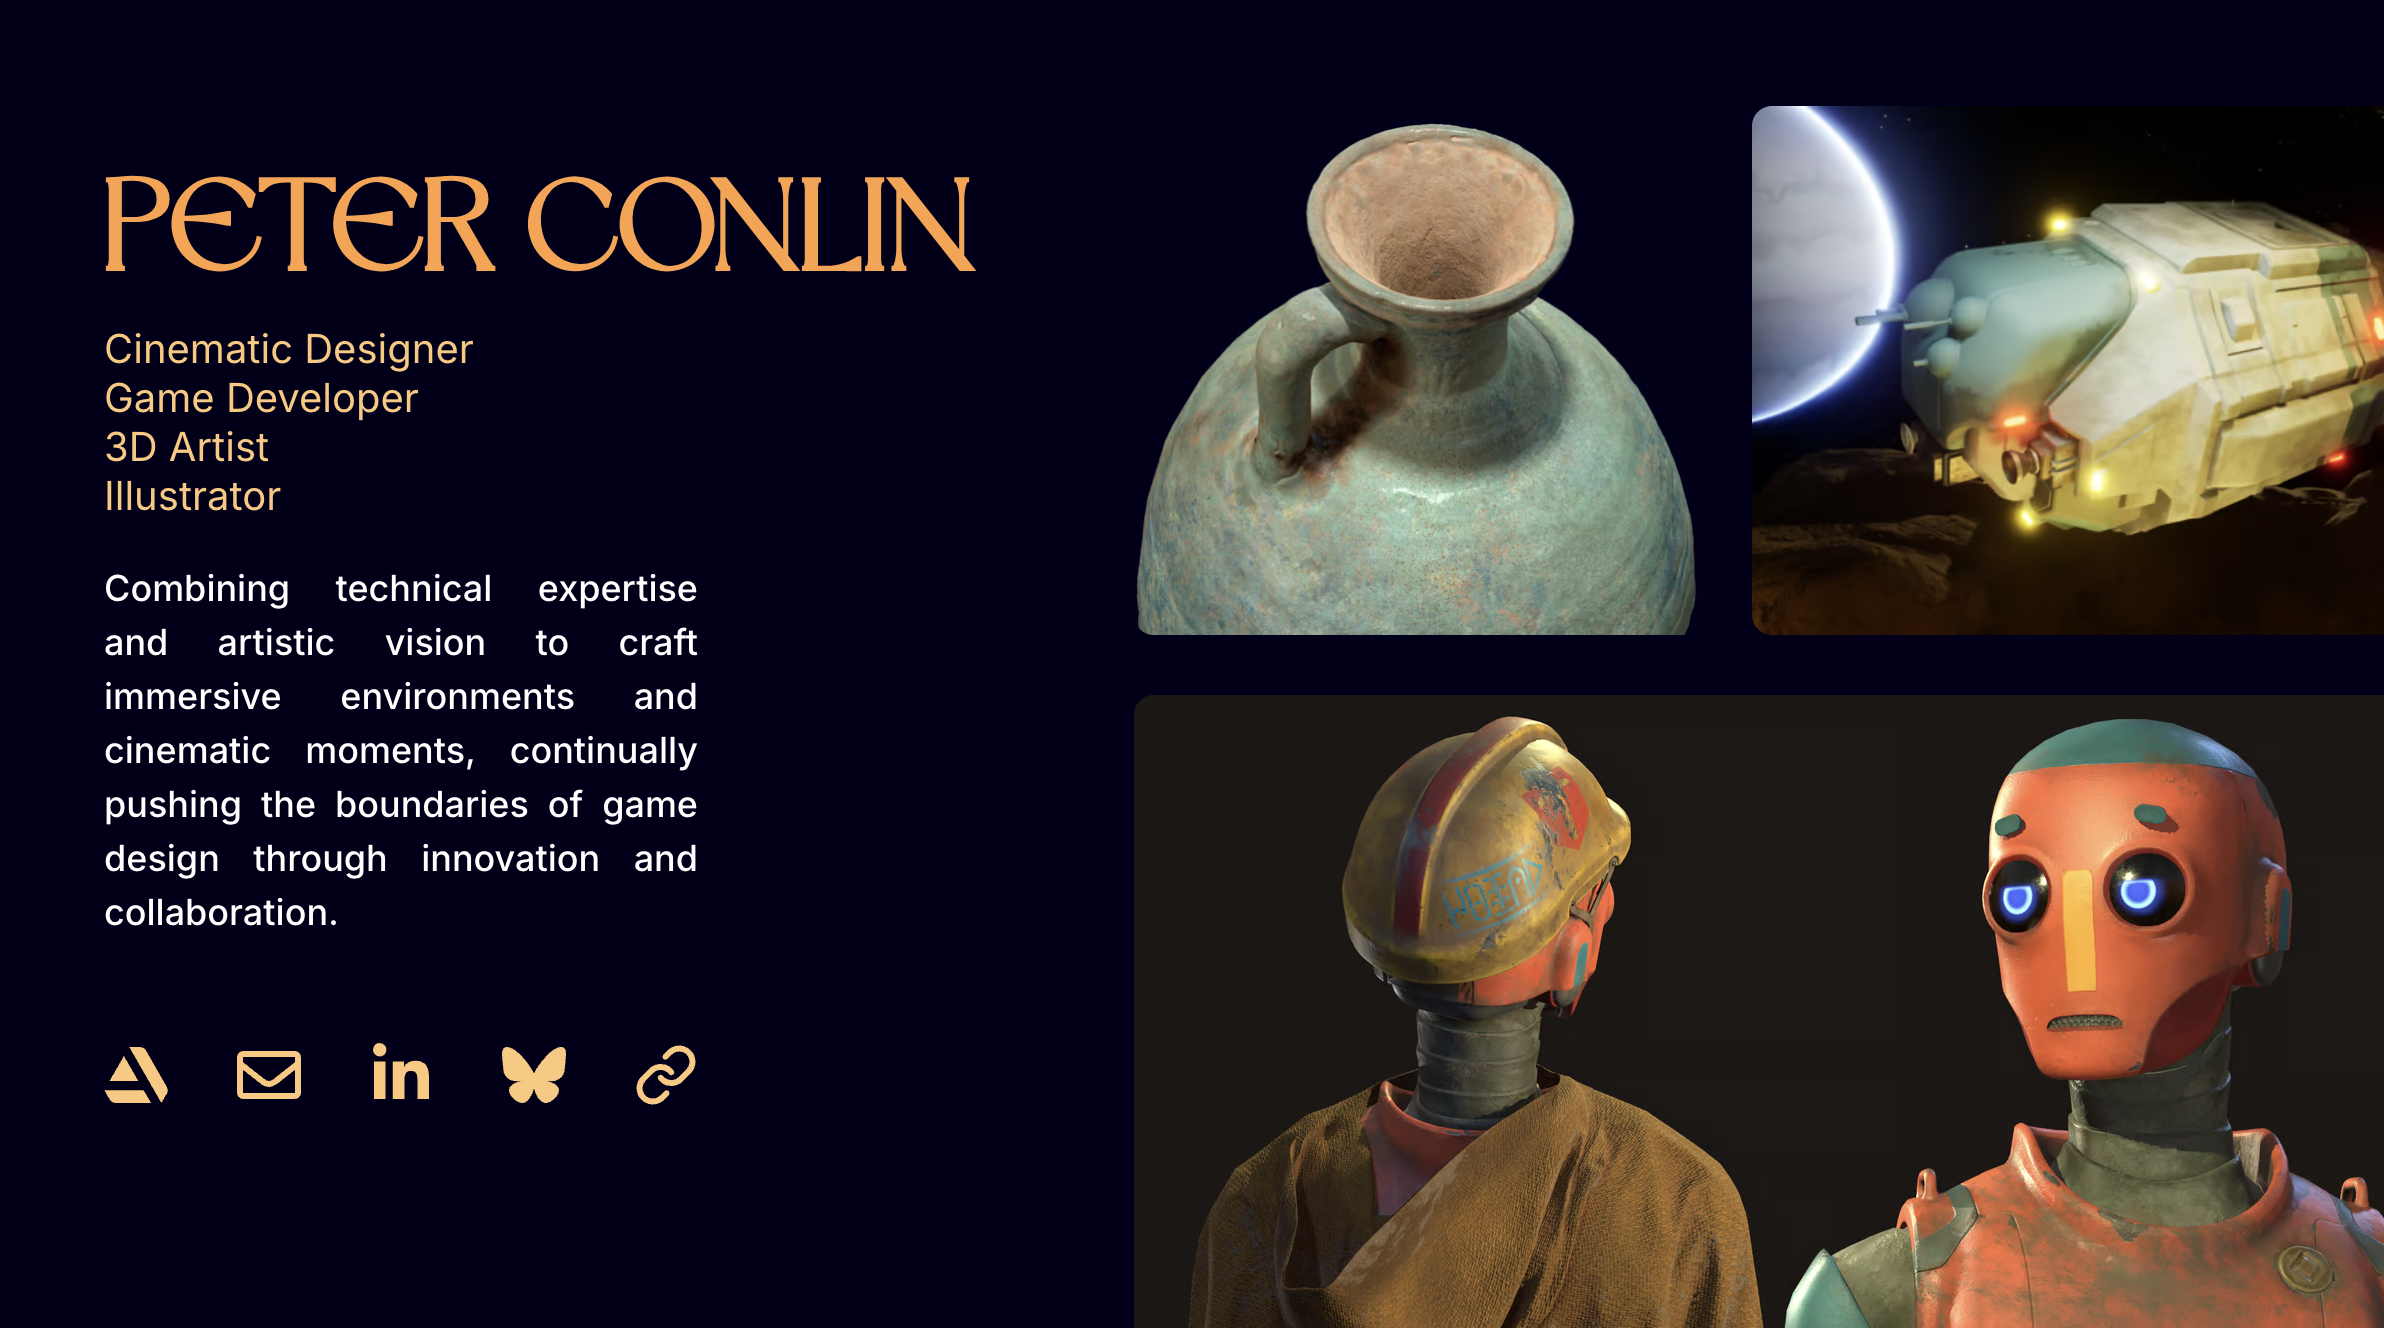 PETER CONLIN
Cinematic Designer
Game Developer
3D Artist
Illustrator
Combining technical expertise
and artistic vision to craft
immersive environments and
cinematic moments, continually
pushing the boundaries of game
design through innovation and
collaboration.
in